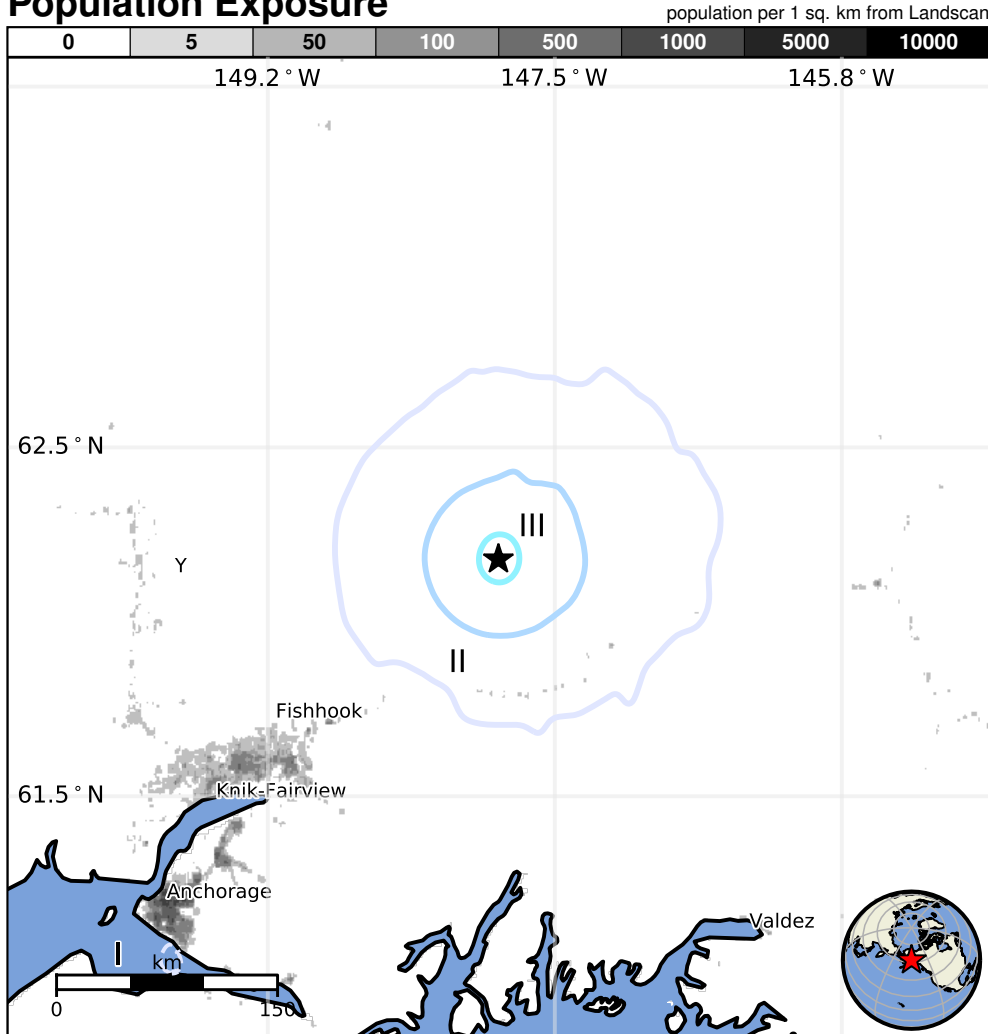 Population Exposure
population per 1 sq. km from Landscan
0 5 50 100 500 1000 5000 10000
149.2°W 147.5°W 145.8°W
62.5°N
III
Y
II
Fishhook
61.5°N
Knik-Fairview
Anchorage
Valdez
I
km
0 150